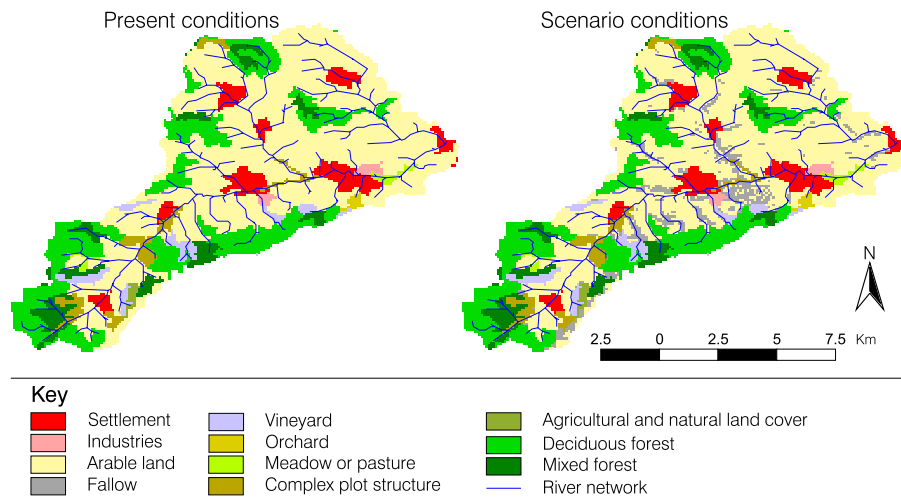 Present conditions
Scenario conditions
N
2.5 0 2.5 5 7.5 Km
Key
Settlement
Industries
Arable land
Fallow
Vineyard
Orchard
Meadow or pasture
Complex plot structure
Agricultural and natural land cover
Deciduous forest
Mixed forest
River network